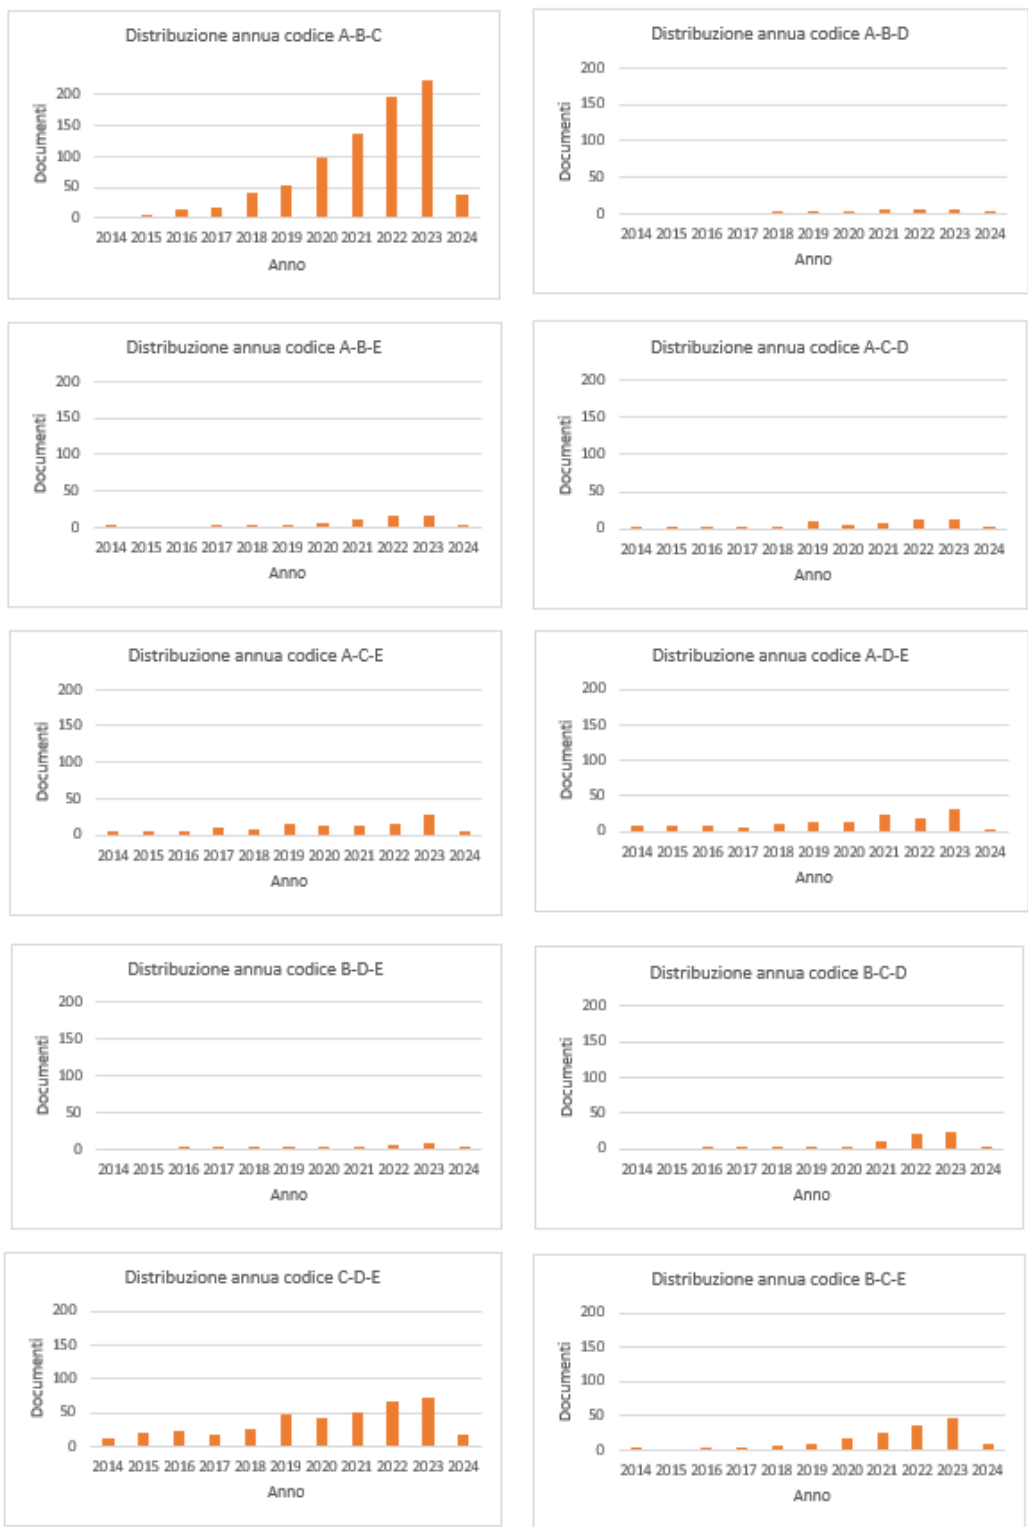 Distribuzione annua codice A-B-C
Documenti
200
150
100
50
0
2014 2015 2016 2017 2018 2019 2020 2021 2022 2023 2024
Anno
Distribuzione annua codice A-B-D
Documenti
200
150
100
50
0
2014 2015 2016 2017 2018 2019 2020 2021 2022 2023 2024
Anno
Distribuzione annua codice A-B-E
Documenti
200
150
100
50
0
2014 2015 2016 2017 2018 2019 2020 2021 2022 2023 2024
Anno
Distribuzione annua codice A-C-D
Documenti
200
150
100
50
0
2014 2015 2016 2017 2018 2019 2020 2021 2022 2023 2024
Anno
Distribuzione annua codice A-C-E
Documenti
200
150
100
50
0
2014 2015 2016 2017 2018 2019 2020 2021 2022 2023 2024
Anno
Distribuzione annua codice A-D-E
Documenti
200
150
100
50
0
2014 2015 2016 2017 2018 2019 2020 2021 2022 2023 2024
Anno
Distribuzione annua codice B-D-E
Documenti
200
150
100
50
0
2014 2015 2016 2017 2018 2019 2020 2021 2022 2023 2024
Anno
Distribuzione annua codice B-C-D
Documenti
200
150
100
50
0
2014 2015 2016 2017 2018 2019 2020 2021 2022 2023 2024
Anno
Distribuzione annua codice C-D-E
Documenti
200
150
100
50
0
2014 2015 2016 2017 2018 2019 2020 2021 2022 2023 2024
Anno
Distribuzione annua codice B-C-E
Documenti
200
150
100
50
0
2014 2015 2016 2017 2018 2019 2020 2021 2022 2023 2024
Anno